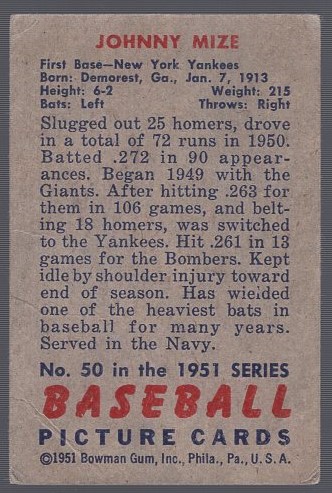 JOHNNY MIZE
First Base—New York Yankees
Born: Demorest, Ga., Jan. 7, 1913
Height: 6-2 Weight: 215
Bats: Left Throws: Right
Slugged out 25 homers, drove
in a total of 72 runs in 1950.
Batted .272 in 90 appear-
ances. Began 1949 with the
Giants. After hitting .263 for
them in 106 games, and belt-
ing 18 homers, was switched
to the Yankees. Hit .261 in 13
games for the Bombers. Kept
idle by shoulder injury toward
end of season. Has wielded
one of the heaviest bats in
baseball for many years.
Served in the Navy.
No. 50 in the 1951 SERIES
BASEBALL
PICTURE CARDS
©1951 Bowman Gum, Inc., Phila., Pa., U. S. A.